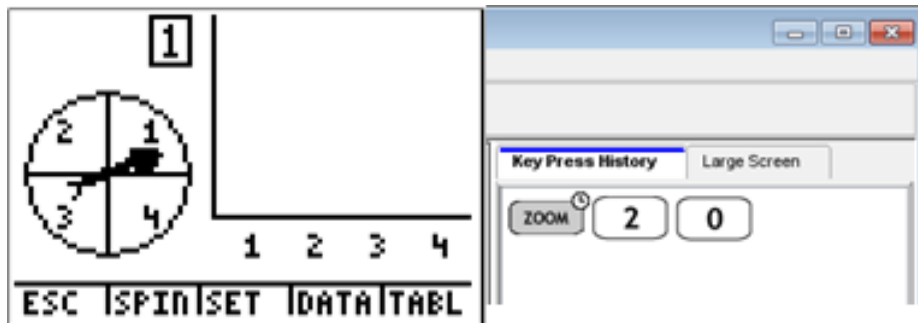 1
2 1
3 4
1 2 3 4
ESC SPIN SET DATA TABL
Key Press History Large Screen
ZOOM 2 0